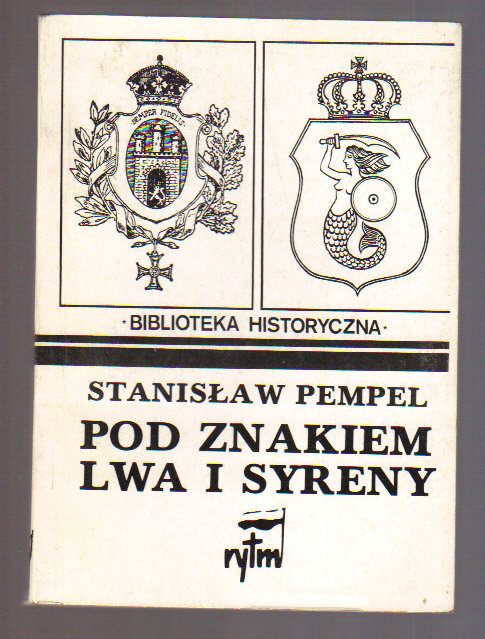 SEMPER FIDELIS
· BIBLIOTEKA HISTORYCZNA ·
STANISŁAW PEMPEL
POD ZNAKIEM
LWA I SYRENY
rytm